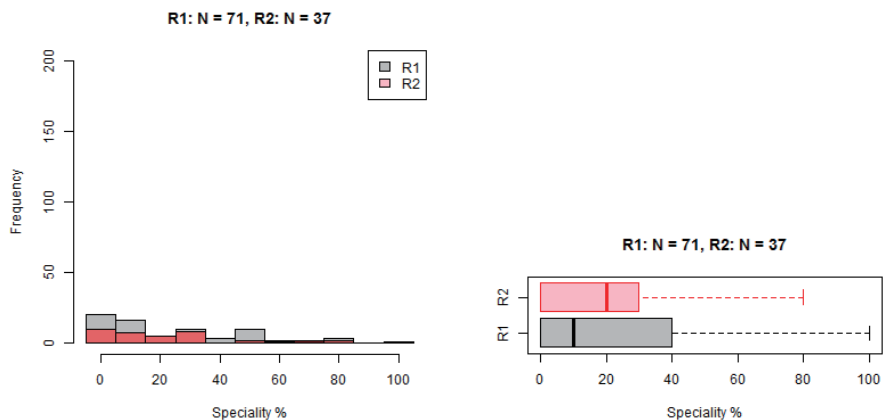 R1: N = 71, R2: N = 37
R1
R2
Frequency
200
150
100
50
0
0 20 40 60 80 100
Speciality %
R1: N = 71, R2: N = 37
R2
R1
0 20 40 60 80 100
Speciality %